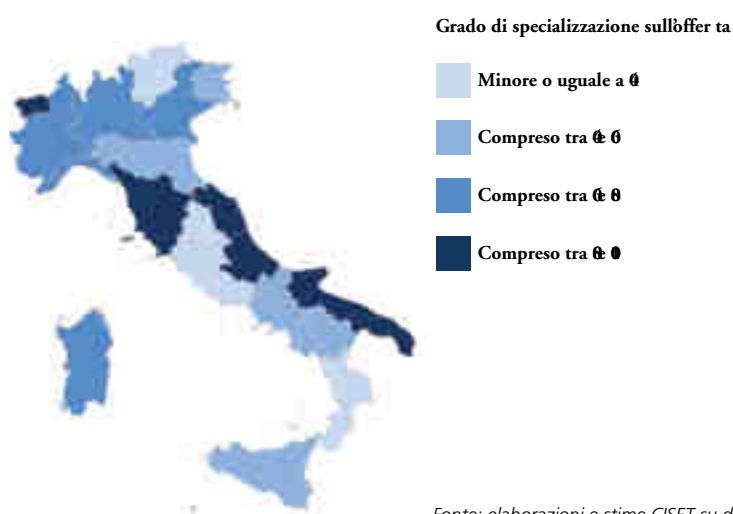 Grado di specializzazione sull'offer ta
Minore o uguale a
Compreso tra e
Compreso tra e
Compreso tra e
Fonte: elaborazioni e stime CISET su d